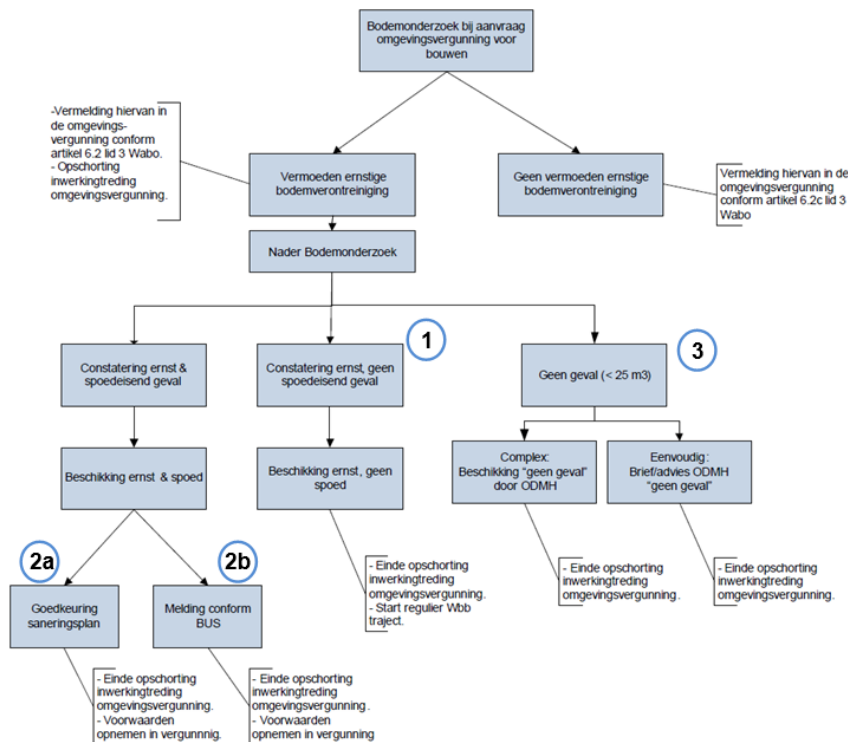 Bodemonderzoek bij aanvraag
omgevingsvergunning voor
bouwen
-Vermelding hiervan in
de omgevings-
vergunning conform
artikel 6.2 lid 3 Wabo.
- Opschorting
inwerkingtreding
omgevingsvergunning.
Vermoeden ernstige
bodemverontreiniging
Geen vermoeden ernstige
bodemverontreiniging
Vermelding hiervan in de
omgevingsvergunning
conform artikel 6.2c lid 3
Wabo
Nader Bodemonderzoek
1
3
Constatering ernst &
spoedeisend geval
Constatering ernst, geen
spoedeisend geval
Geen geval (< 25 m3)
Beschikking ernst & spoed
Beschikking ernst, geen
spoed
Complex:
Beschikking "geen geval"
door ODMH
Eenvoudig:
Brief/advies ODMH
"geen geval"
2a
2b
- Einde opschorting
inwerkingtreding
omgevingsvergunning.
- Start regulier Wbb
traject.
- Einde opschorting
inwerkingtreding
omgevingsvergunning.
- Einde opschorting
inwerkingtreding
omgevingsvergunning.
Goedkeuring
saneringsplan
Melding conform
BUS
- Einde opschorting
inwerkingtreding
omgevingsvergunning.
- Voorwaarden
opnemen in vergunnnig.
- Einde opschorting
inwerkingtreding
omgevingsvergunning.
- Voorwaarden
opnemen in vergunning